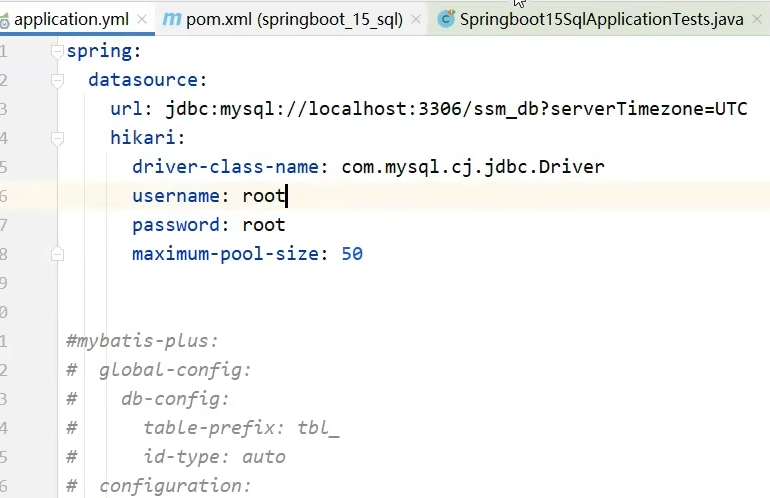 application.yml
pom.xml (springboot_15_sql)
Springboot15SqlApplicationTests.java
1 spring:
2   datasource:
3     url: jdbc:mysql://localhost:3306/ssm_db?serverTimezone=UTC
4     hikari:
5       driver-class-name: com.mysql.cj.jdbc.Driver
6       username: root
7       password: root
8       maximum-pool-size: 50
9
0
1 #mybatis-plus:
2 #  global-config:
3 #    db-config:
4 #      table-prefix: tbl_
5 #      id-type: auto
6 #  configuration: